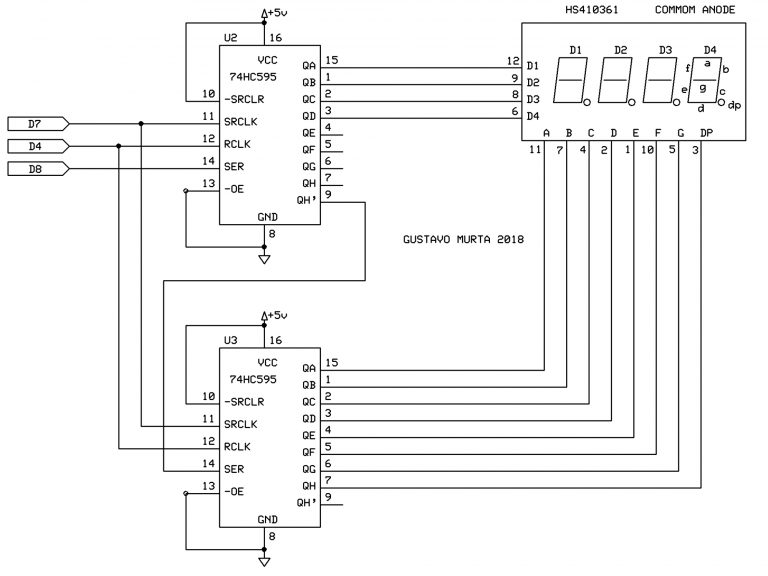 HS410361 COMMOM ANODE
+5v
U2 16
VCC
74HC595
QA 15
QB 1
QC 2
QD 3
QE 4
QF 5
QG 6
QH 7
QH' 9
10 -SRCLR
11 SRCLK
12 RCLK
14 SER
13 -OE
GND
8
D7
D4
D8
12 D1
9 D2
8 D3
6 D4
D1 D2 D3 D4
a
f b
g
e c
d dp
A B C D E F G DP
11 7 4 2 1 10 5 3
GUSTAVO MURTA 2018
+5v
U3 16
VCC
74HC595
QA 15
QB 1
QC 2
QD 3
QE 4
QF 5
QG 6
QH 7
QH' 9
10 -SRCLR
11 SRCLK
12 RCLK
14 SER
13 -OE
GND
8